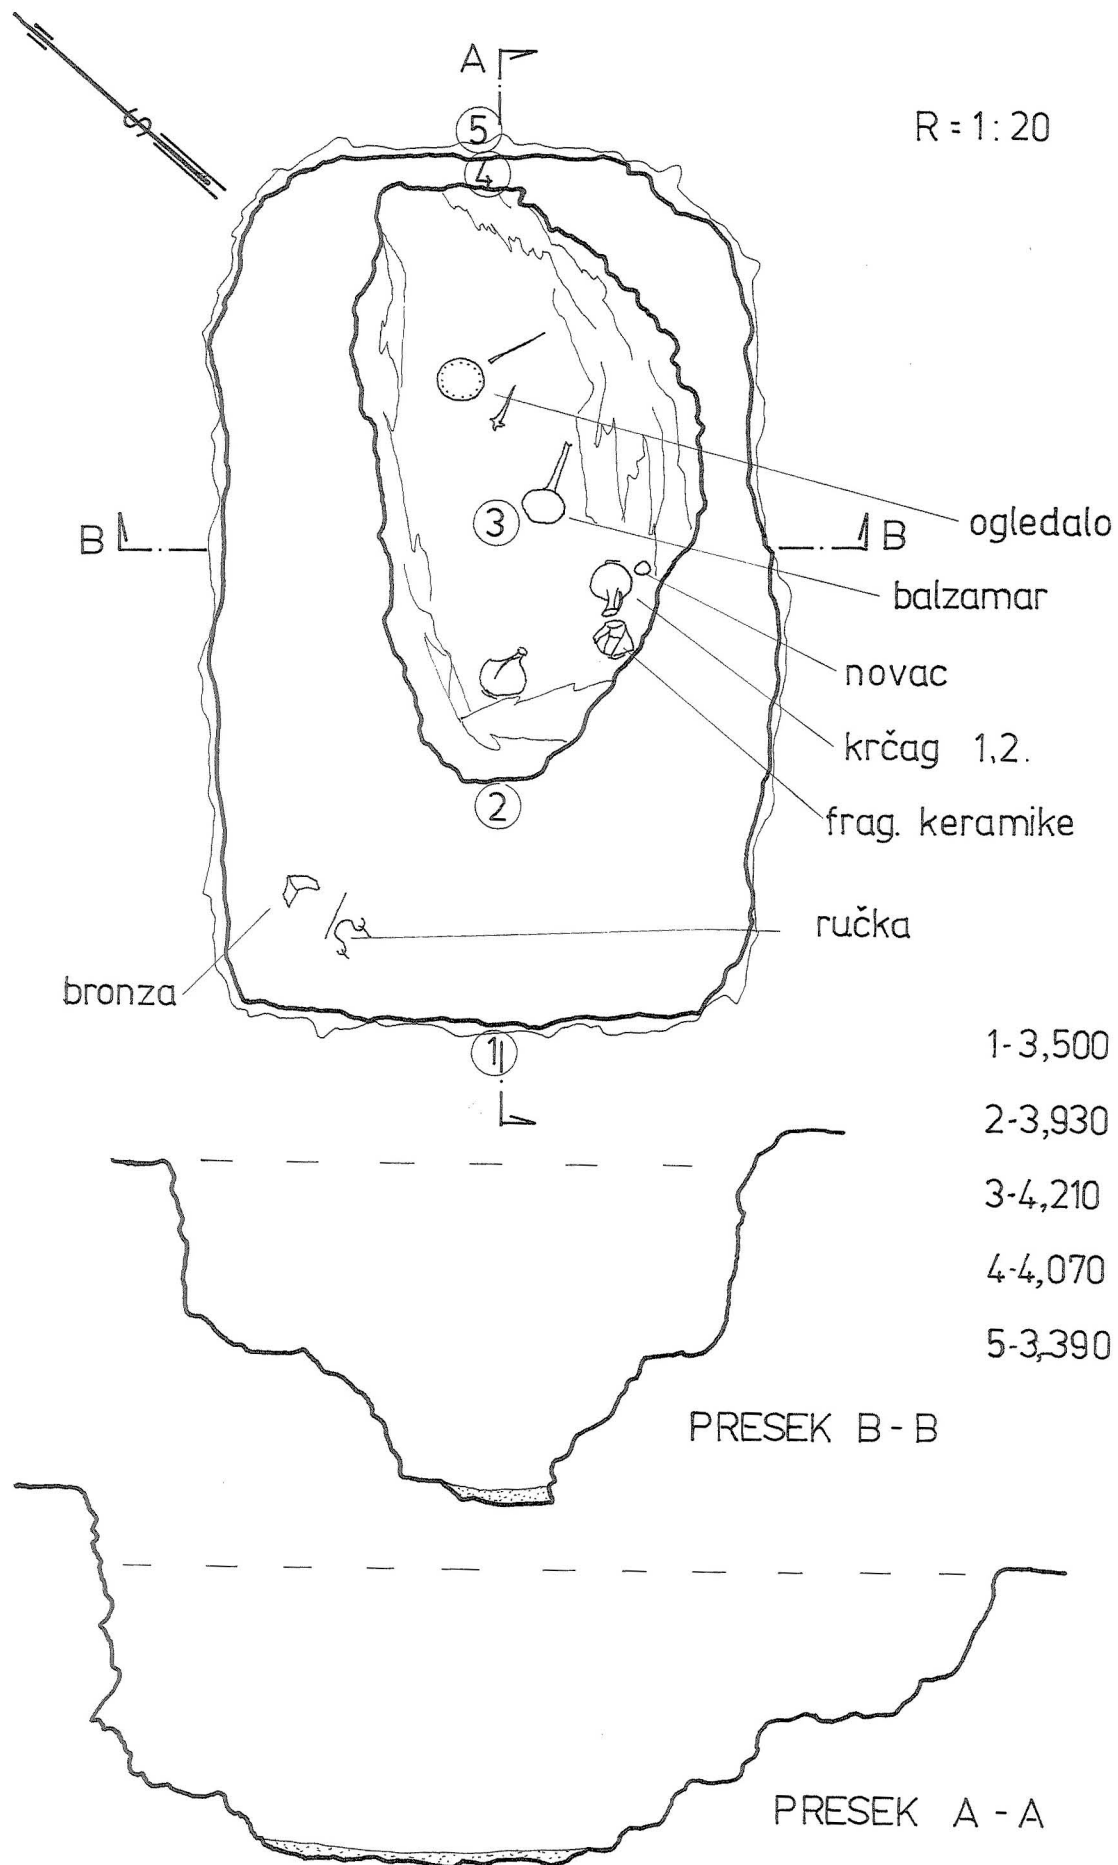 A
R = 1:20
S
5
4
3
B
B
ogledalo
balzamar
novac
krčag 1,2.
2
frag. keramike
ručka
bronza
1
1-3,500
2-3,930
3-4,210
4-4,070
5-3,390
PRESEK B-B
PRESEK A-A